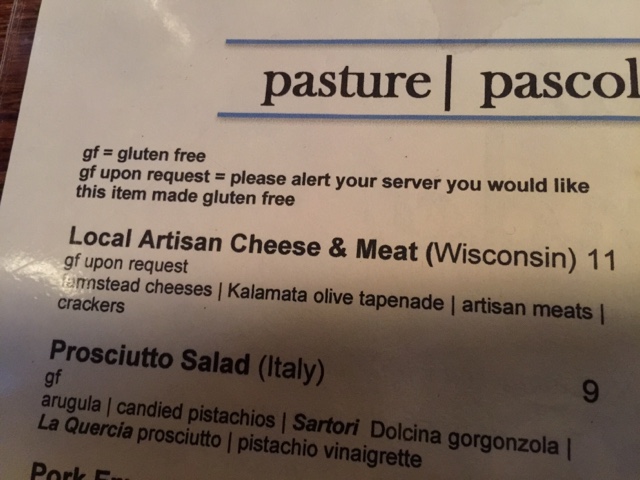 pasture | pascol
gf = gluten free
gf upon request = please alert your server you would like
this item made gluten free
Local Artisan Cheese & Meat (Wisconsin) 11
gf upon request
farmstead cheeses | Kalamata olive tapenade | artisan meats |
crackers
Prosciutto Salad (Italy) 9
gf
arugula | candied pistachios | Sartori Dolcina gorgonzola |
La Quercia prosciutto | pistachio vinaigrette
Pork